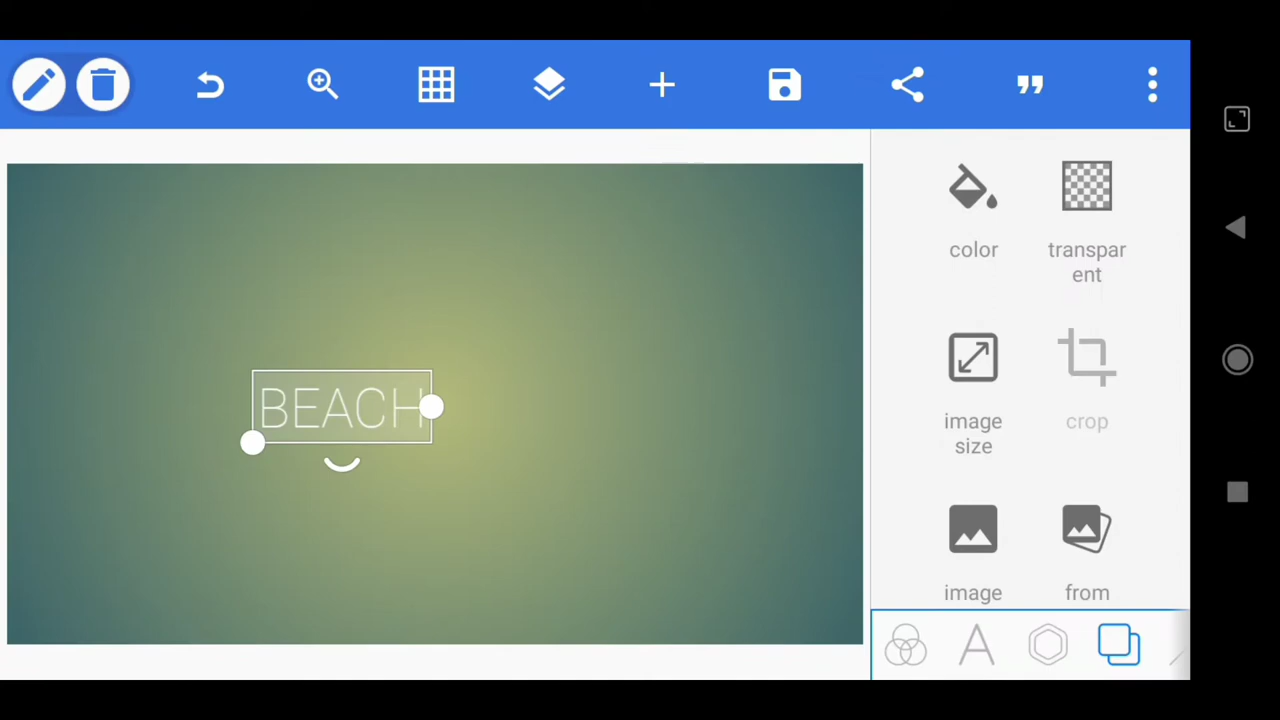 BEACH
color
transpar
ent
image
size
crop
image
from